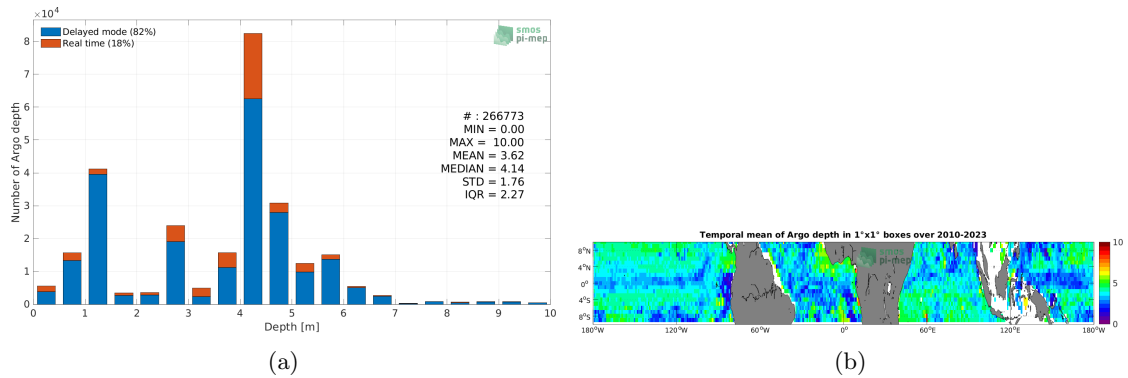 ×10⁴
Delayed mode (82%)
Real time (18%)
smos
pi-mep
8
7
6
5
4
3
2
1
0
Number of Argo depth
# : 266773
MIN = 0.00
MAX = 10.00
MEAN = 3.62
MEDIAN = 4.14
STD = 1.76
IQR = 2.27
0 1 2 3 4 5 6 7 8 9 10
Depth [m]
(a)
Temporal mean of Argo depth in 1°x1° boxes over 2010-2023
smos
pi-mep
8°N
4°N
0°
4°S
8°S
180°W 120°W 60°W 0° 60°E 120°E 180°W
10
5
0
(b)